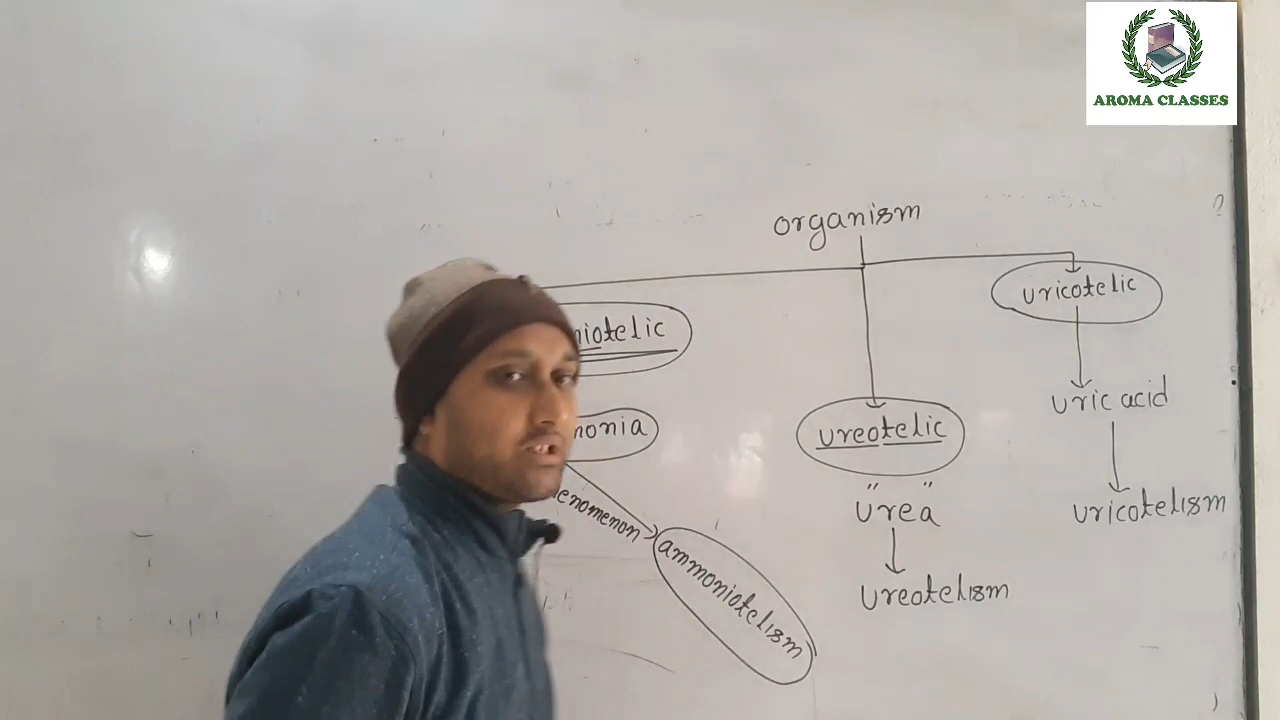 AROMA CLASSES
organism
uricotelic
niotelic
uric acid
nonia
ureotelic
"urea"
enomenon
uricotelism
ammoniotelism
ureotelism